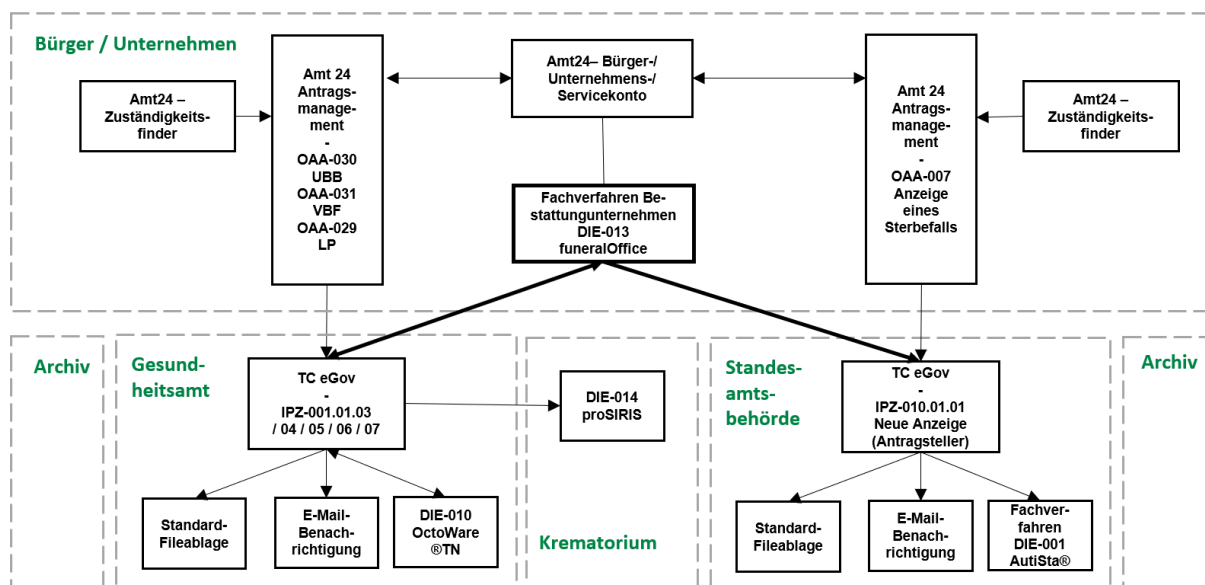 Bürger / Unternehmen
Amt24 –
Zuständigkeits-
finder
Amt 24
Antrags-
manage-
ment
-
OAA-030
UBB
OAA-031
VBF
OAA-029
LP
Amt24– Bürger-/
Unternehmens-/
Servicekonto
Fachverfahren Be-
stattungunternehmen
DIE-013
funeralOffice
Amt 24
Antrags-
manage-
ment
-
OAA-007
Anzeige
eines
Sterbefalls
Amt24 –
Zuständigkeits-
finder
Archiv
Gesund-
heitsamt
TC eGov
-
IPZ-001.01.03
/ 04 / 05 / 06 / 07
Standard-
Fileablage
E-Mail-
Benach-
richtigung
DIE-010
OctoWare
®TN
DIE-014
proSIRIS
Krematorium
Standes-
amts-
behörde
TC eGov
-
IPZ-010.01.01
Neue Anzeige
(Antragsteller)
Standard-
Fileablage
E-Mail-
Benach-
richtigung
Fachver-
fahren
DIE-001
AutiSta®
Archiv